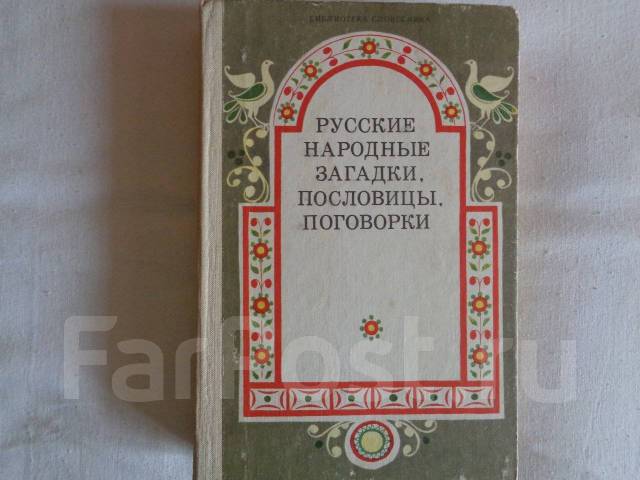 БИБЛИОТЕКА СЛОВЕСНИКА
РУССКИЕ
НАРОДНЫЕ
ЗАГАДКИ,
ПОСЛОВИЦЫ,
ПОГОВОРКИ
FarPost.ru